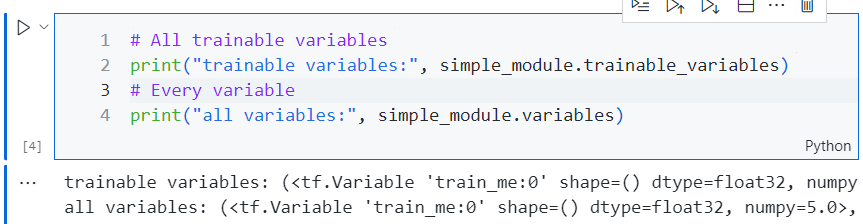 1 # All trainable variables
2 print("trainable variables:", simple_module.trainable_variables)
3 # Every variable
4 print("all variables:", simple_module.variables)
[4]
Python
trainable variables: (<tf.Variable 'train_me:0' shape=() dtype=float32, numpy
all variables: (<tf.Variable 'train_me:0' shape=() dtype=float32, numpy=5.0>,